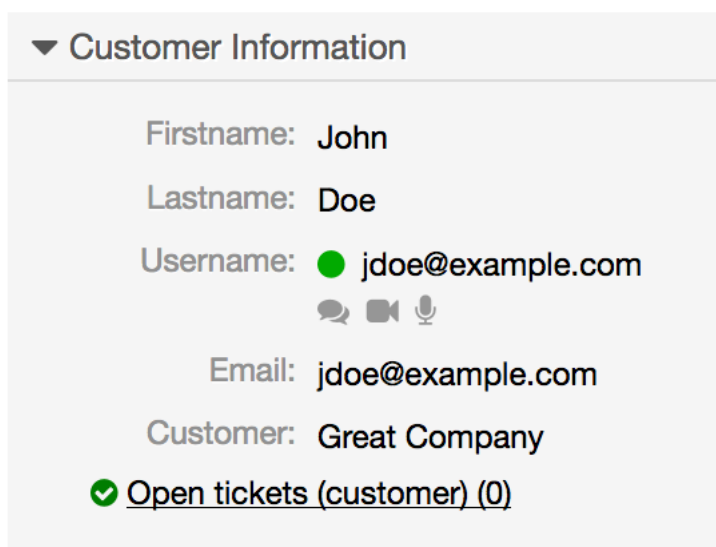 Customer Information
Firstname: John
Lastname: Doe
Username: jdoe@example.com
Email: jdoe@example.com
Customer: Great Company
Open tickets (customer) (0)